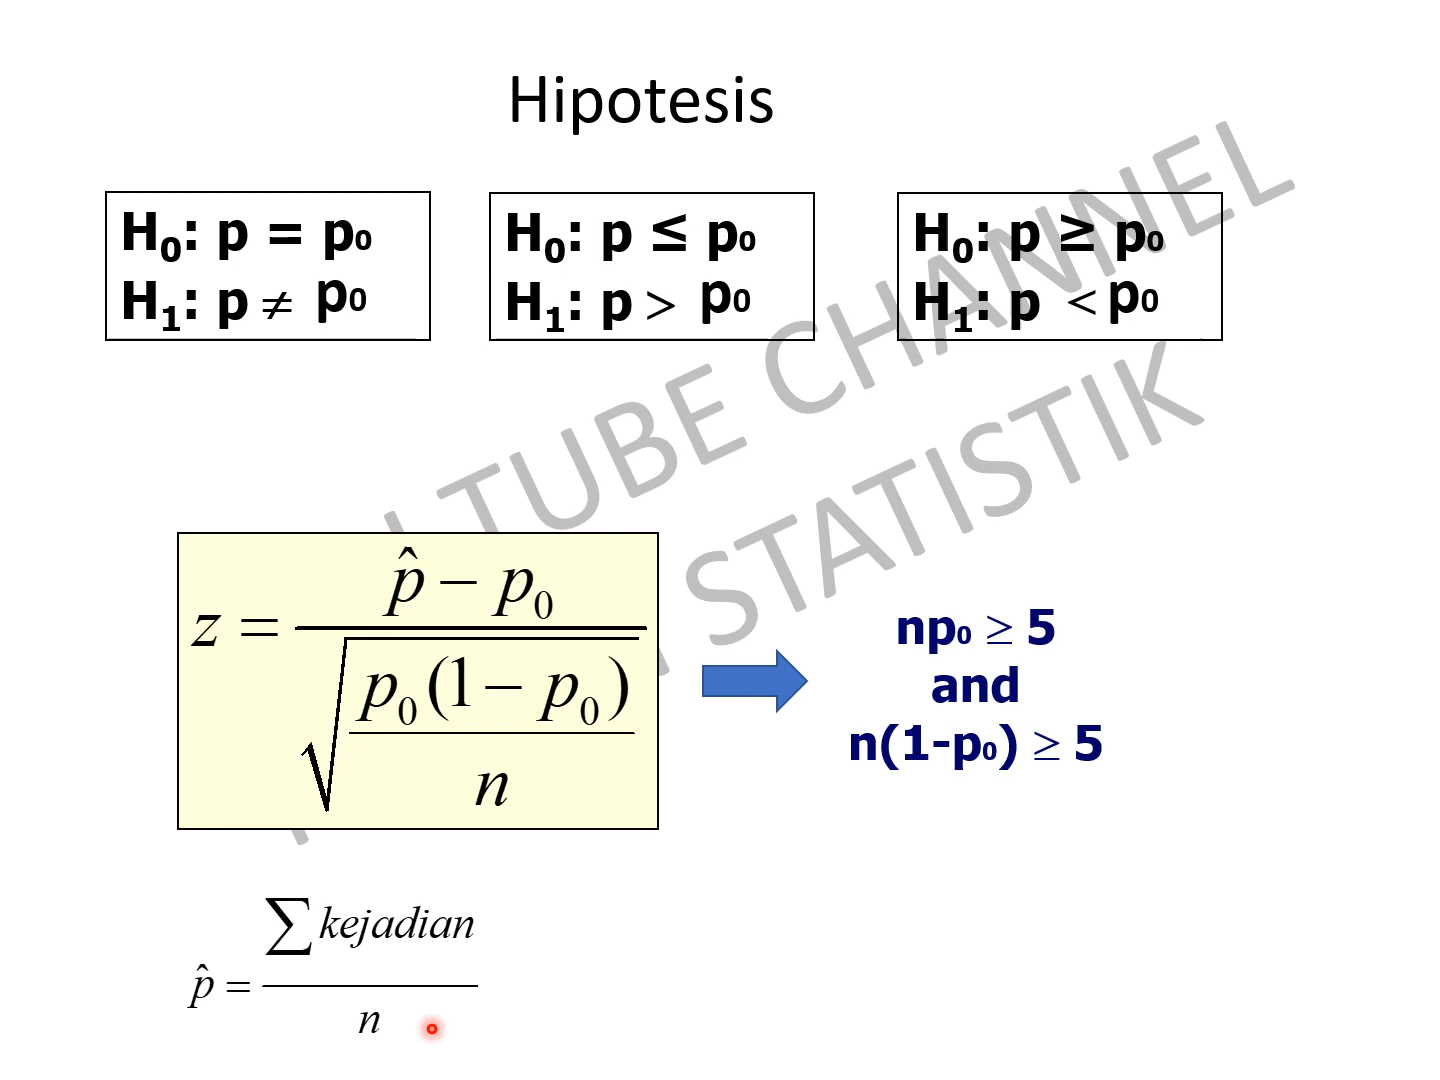 Hipotesis
H₀: p = p₀
H₁: p ≠ p₀
H₀: p ≤ p₀
H₁: p > p₀
H₀: p ≥ p₀
H₁: p < p₀
TUBE CHANNEL
STATISTIK
z = (p̂ − p₀) / √(p₀(1 − p₀) / n)
np₀ ≥ 5
and
n(1-p₀) ≥ 5
p̂ = ∑ kejadian / n